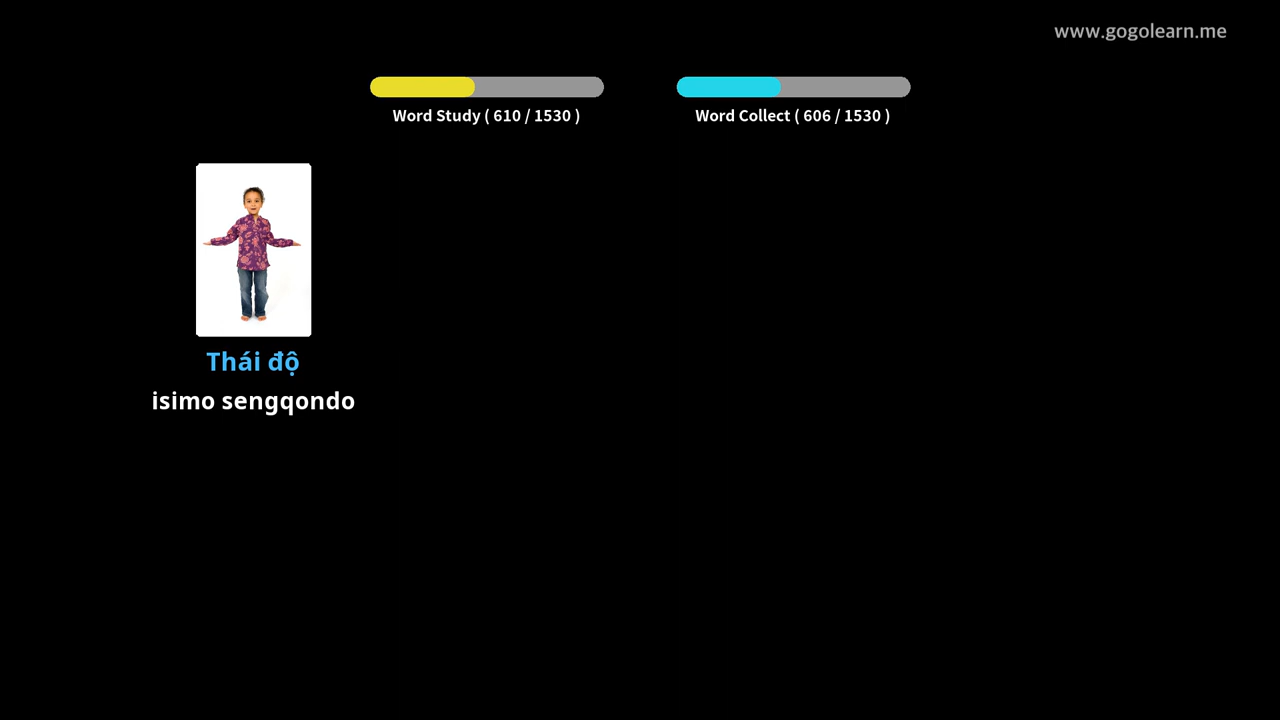 www.gogolearn.me
Word Study ( 610 / 1530 )
Word Collect ( 606 / 1530 )
Thái độ
isimo sengqondo